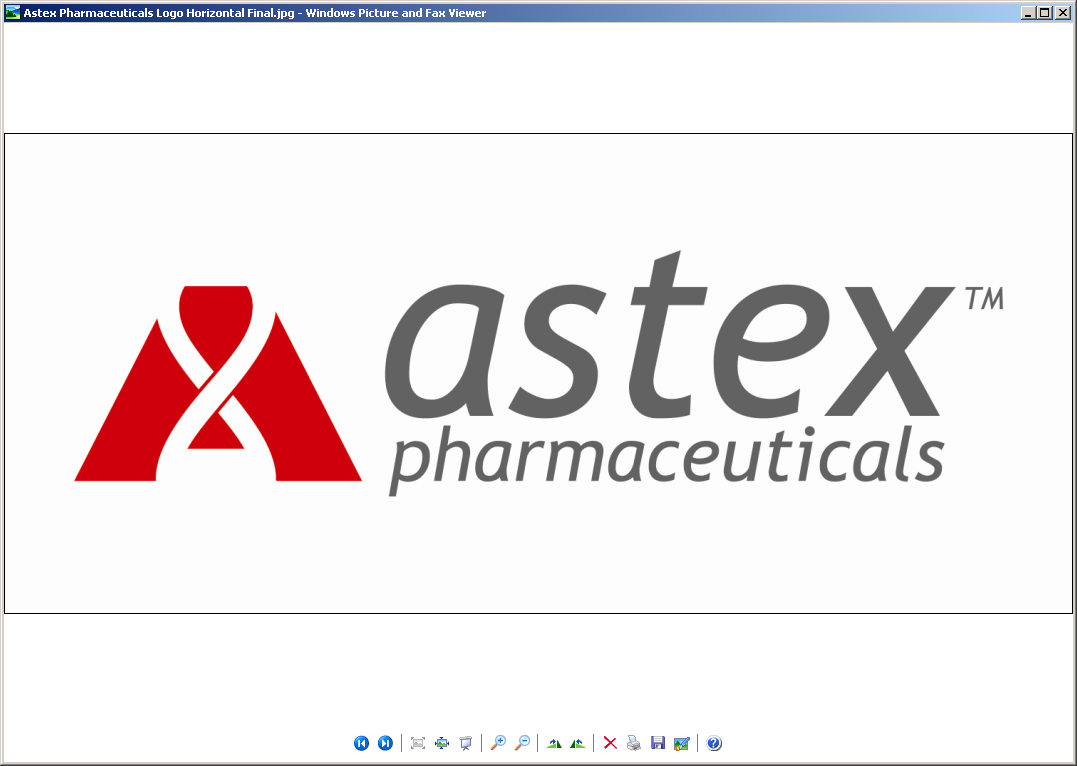 Astex Pharmaceuticals Logo Horizontal Final.jpg - Windows Picture and Fax Viewer
astex™
pharmaceuticals